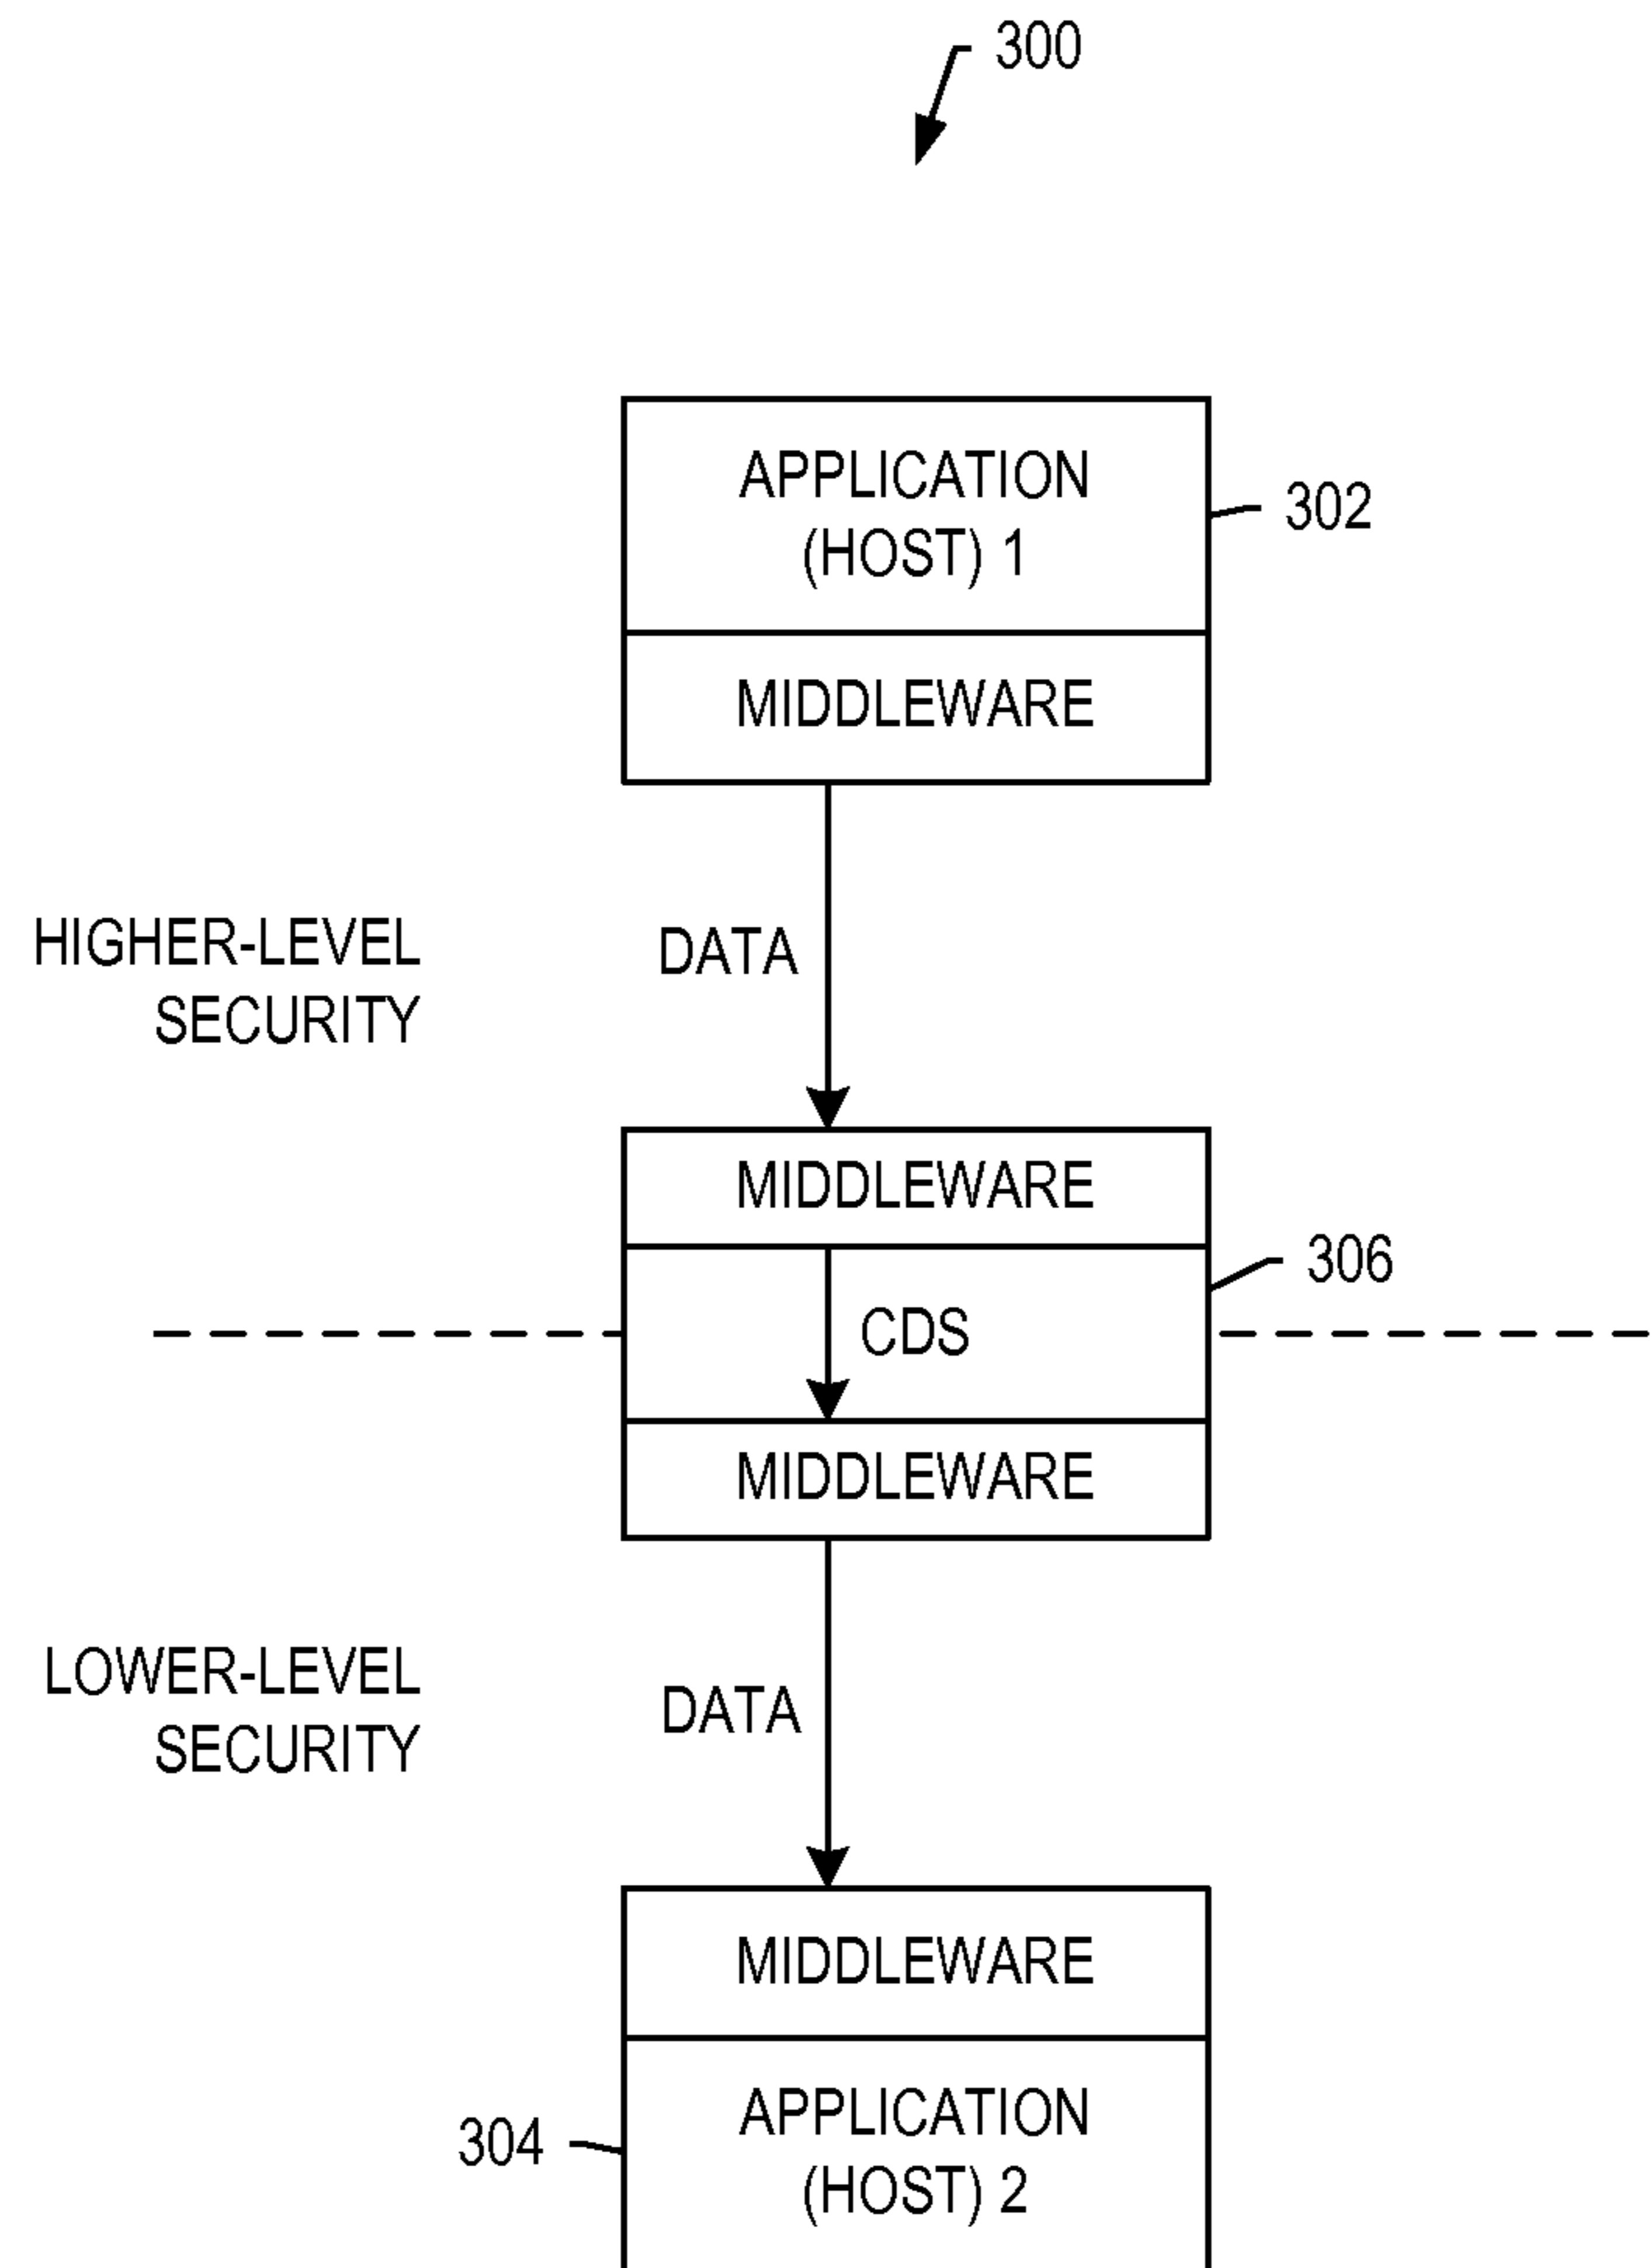 300
APPLICATION
(HOST) 1
302
MIDDLEWARE
HIGHER-LEVEL
SECURITY
DATA
MIDDLEWARE
306
CDS
MIDDLEWARE
LOWER-LEVEL
SECURITY
DATA
MIDDLEWARE
APPLICATION
(HOST) 2
304